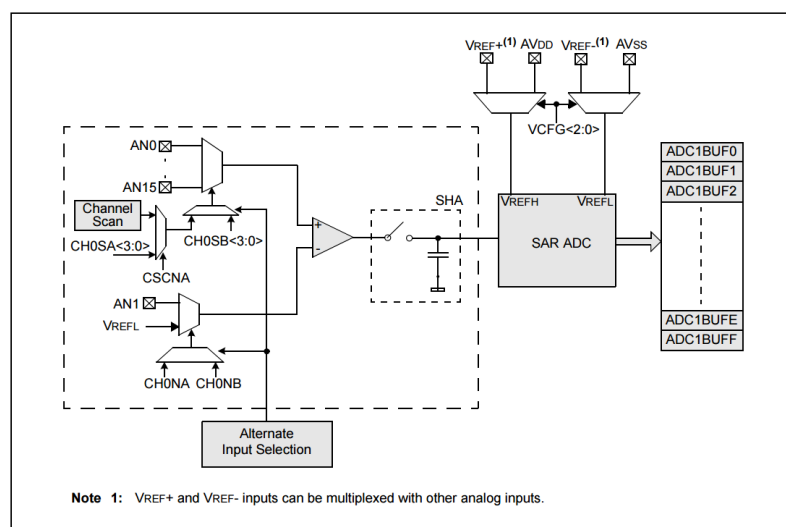 VREF+(1) AVDD VREF-(1) AVSS
VCFG<2:0>
AN0
AN15
Channel
Scan
CH0SA<3:0>
CH0SB<3:0>
CSCNA
AN1
VREFL
CH0NA CH0NB
+
-
SHA
VREFH VREFL
SAR ADC
ADC1BUF0
ADC1BUF1
ADC1BUF2
ADC1BUFE
ADC1BUFF
Alternate
Input Selection
Note 1: VREF+ and VREF- inputs can be multiplexed with other analog inputs.